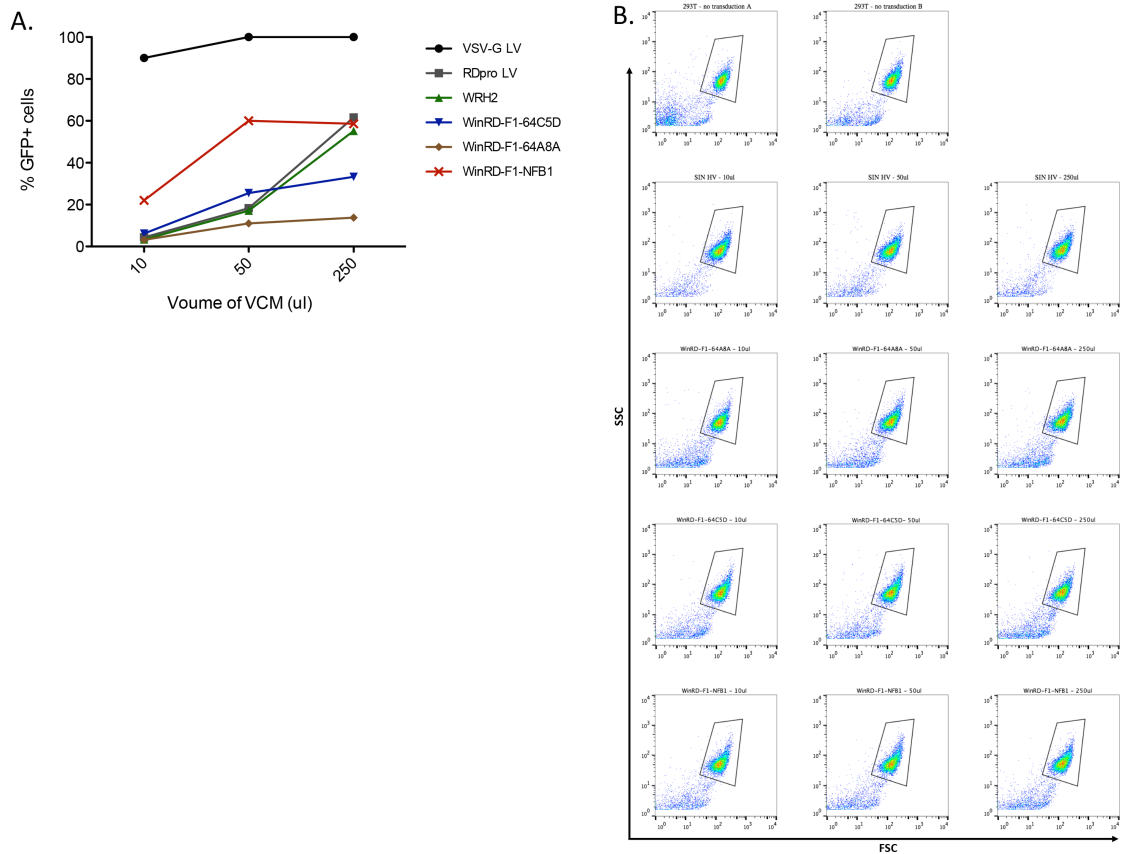 A.
100
80
60
40
20
0
% GFP+ cells
10
50
250
Voume of VCM (ul)
VSV-G LV
RDpro LV
WRH2
WinRD-F1-64C5D
WinRD-F1-64A8A
WinRD-F1-NFB1
B.
293T - no transduction A
293T - no transduction B
SIN HV - 10ul
SIN HV - 50ul
SIN HV - 250ul
WinRD-F1-64A8A - 10ul
WinRD-F1-64A8A - 50ul
WinRD-F1-64A8A - 250ul
WinRD-F1-64C5D - 10ul
WinRD-F1-64C5D- 50ul
WinRD-F1-64C5D - 250ul
WinRD-F1-NFB1 - 10ul
WinRD-F1-NFB1 - 50ul
WinRD-F1-NFB1 - 250ul
SSC
FSC